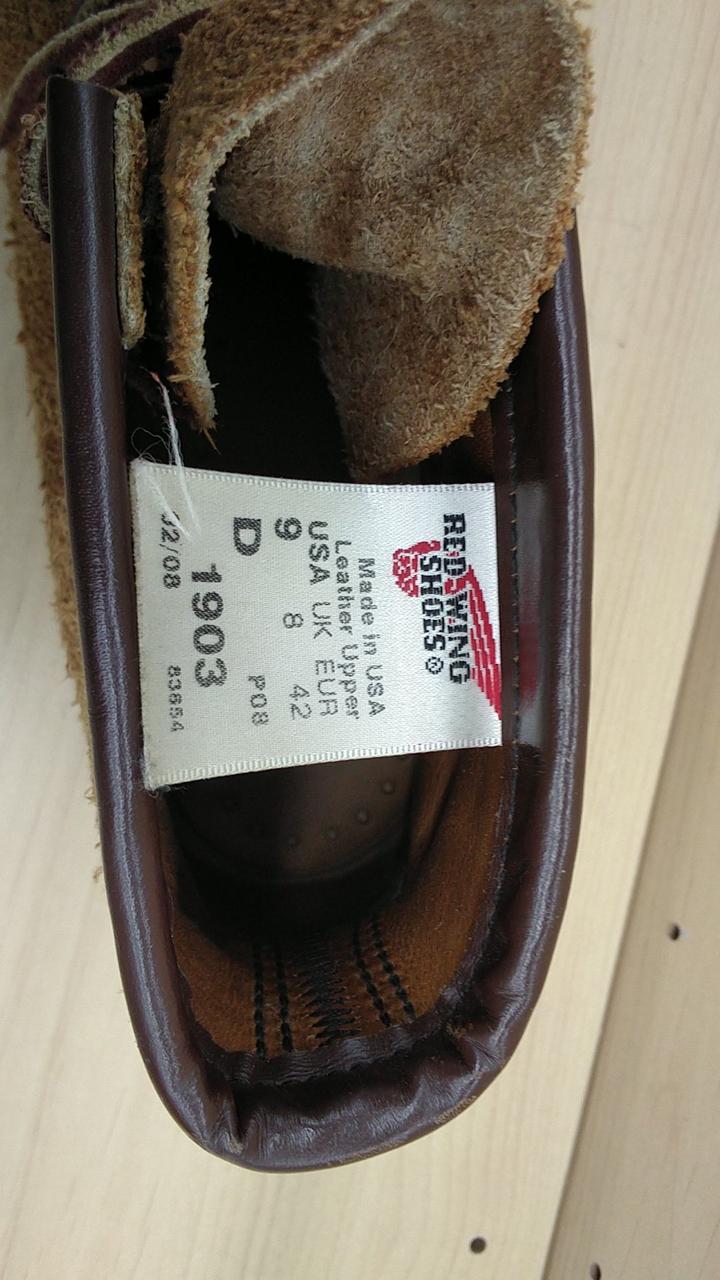 RED WING
SHOES®
Made in USA
Leather Upper
USA UK EUR
9 8 42
D P08
1903
02/08 83654